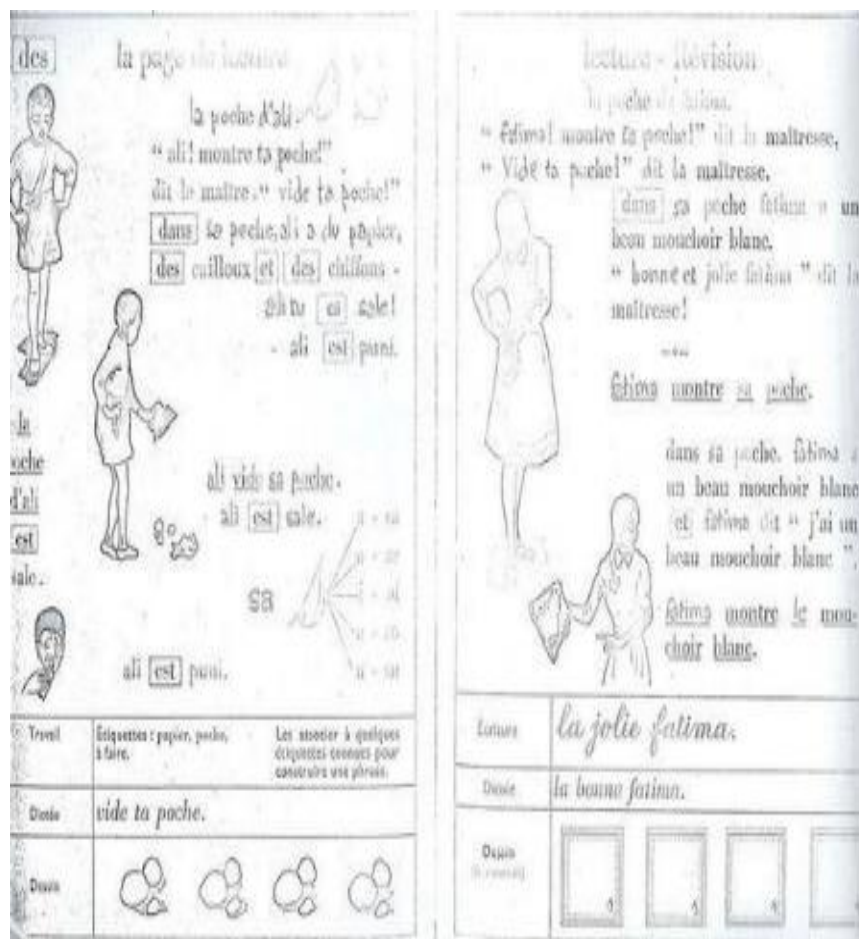 des
la page de lecture
la poche d'ali.
" ali! montre ta poche!"
dit le maître. " vide ta poche!"
dans ta poche, ali a du papier,
des cailloux et des chiffons -
ali tu es sale!
- ali est puni.
la
poche
d'ali
est
sale.
ali vide sa poche.
ali est sale.
sa
ali est puni.
Travail
Étiquettes : papier, poche,
à faire.
Les associer à quelques
étiquettes connues pour
construire une phrase.
Dictée
vide ta poche.
Dessin
lecture - Révision
la poche de fatima.
" fatima! montre ta poche!" dit la maîtresse.
" Vide ta poche!" dit la maîtresse.
dans sa poche fatima a un
beau mouchoir blanc.
" bonne et jolie fatima " dit la
maîtresse!
fatima montre sa poche.
dans sa poche. fatima a
un beau mouchoir blanc
et fatima dit " j'ai un
beau mouchoir blanc ".
fatima montre le mou-
choir blanc.
Écriture
la jolie fatima.
Dictée
la bonne fatima.
Dessin